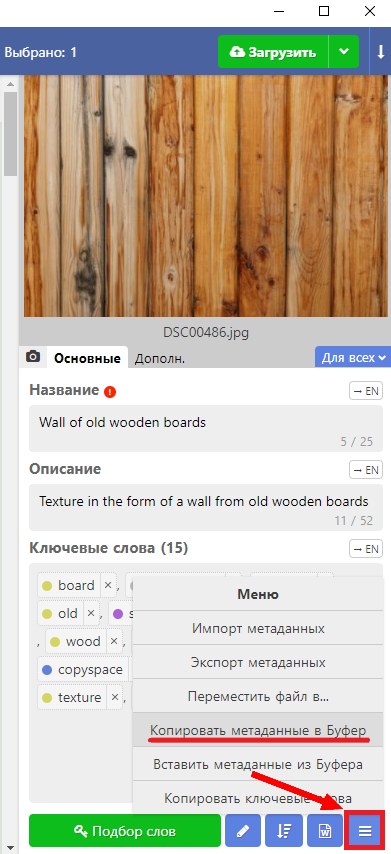 Выбрано: 1
Загрузить
DSC00486.jpg
Основные Дополн. Для всех
Название → EN
Wall of old wooden boards
5 / 25
Описание → EN
Texture in the form of a wall from old wooden boards
11 / 52
Ключевые слова (15) → EN
board ×,
old ×, s
, wood ×,
copyspace
texture ×,
Меню
Импорт метаданных
Экспорт метаданных
Переместить файл в...
Копировать метаданные в Буфер
Вставить метаданные из Буфера
Копировать ключевые слова
Подбор слов